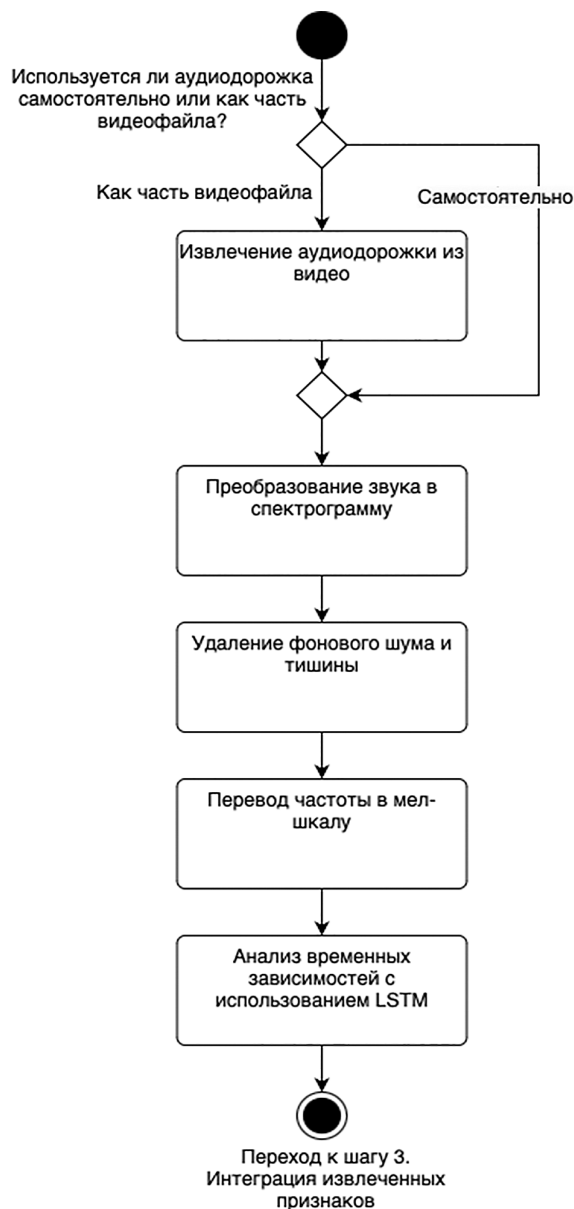 Используется ли аудиодорожка
самостоятельно или как часть
видеофайла?
Как часть видеофайла
Самостоятельно
Извлечение аудиодорожки из
видео
Преобразование звука в
спектрограмму
Удаление фонового шума и
тишины
Перевод частоты в мел-
шкалу
Анализ временных
зависимостей с
использованием LSTM
Переход к шагу 3.
Интеграция извлеченных
признаков